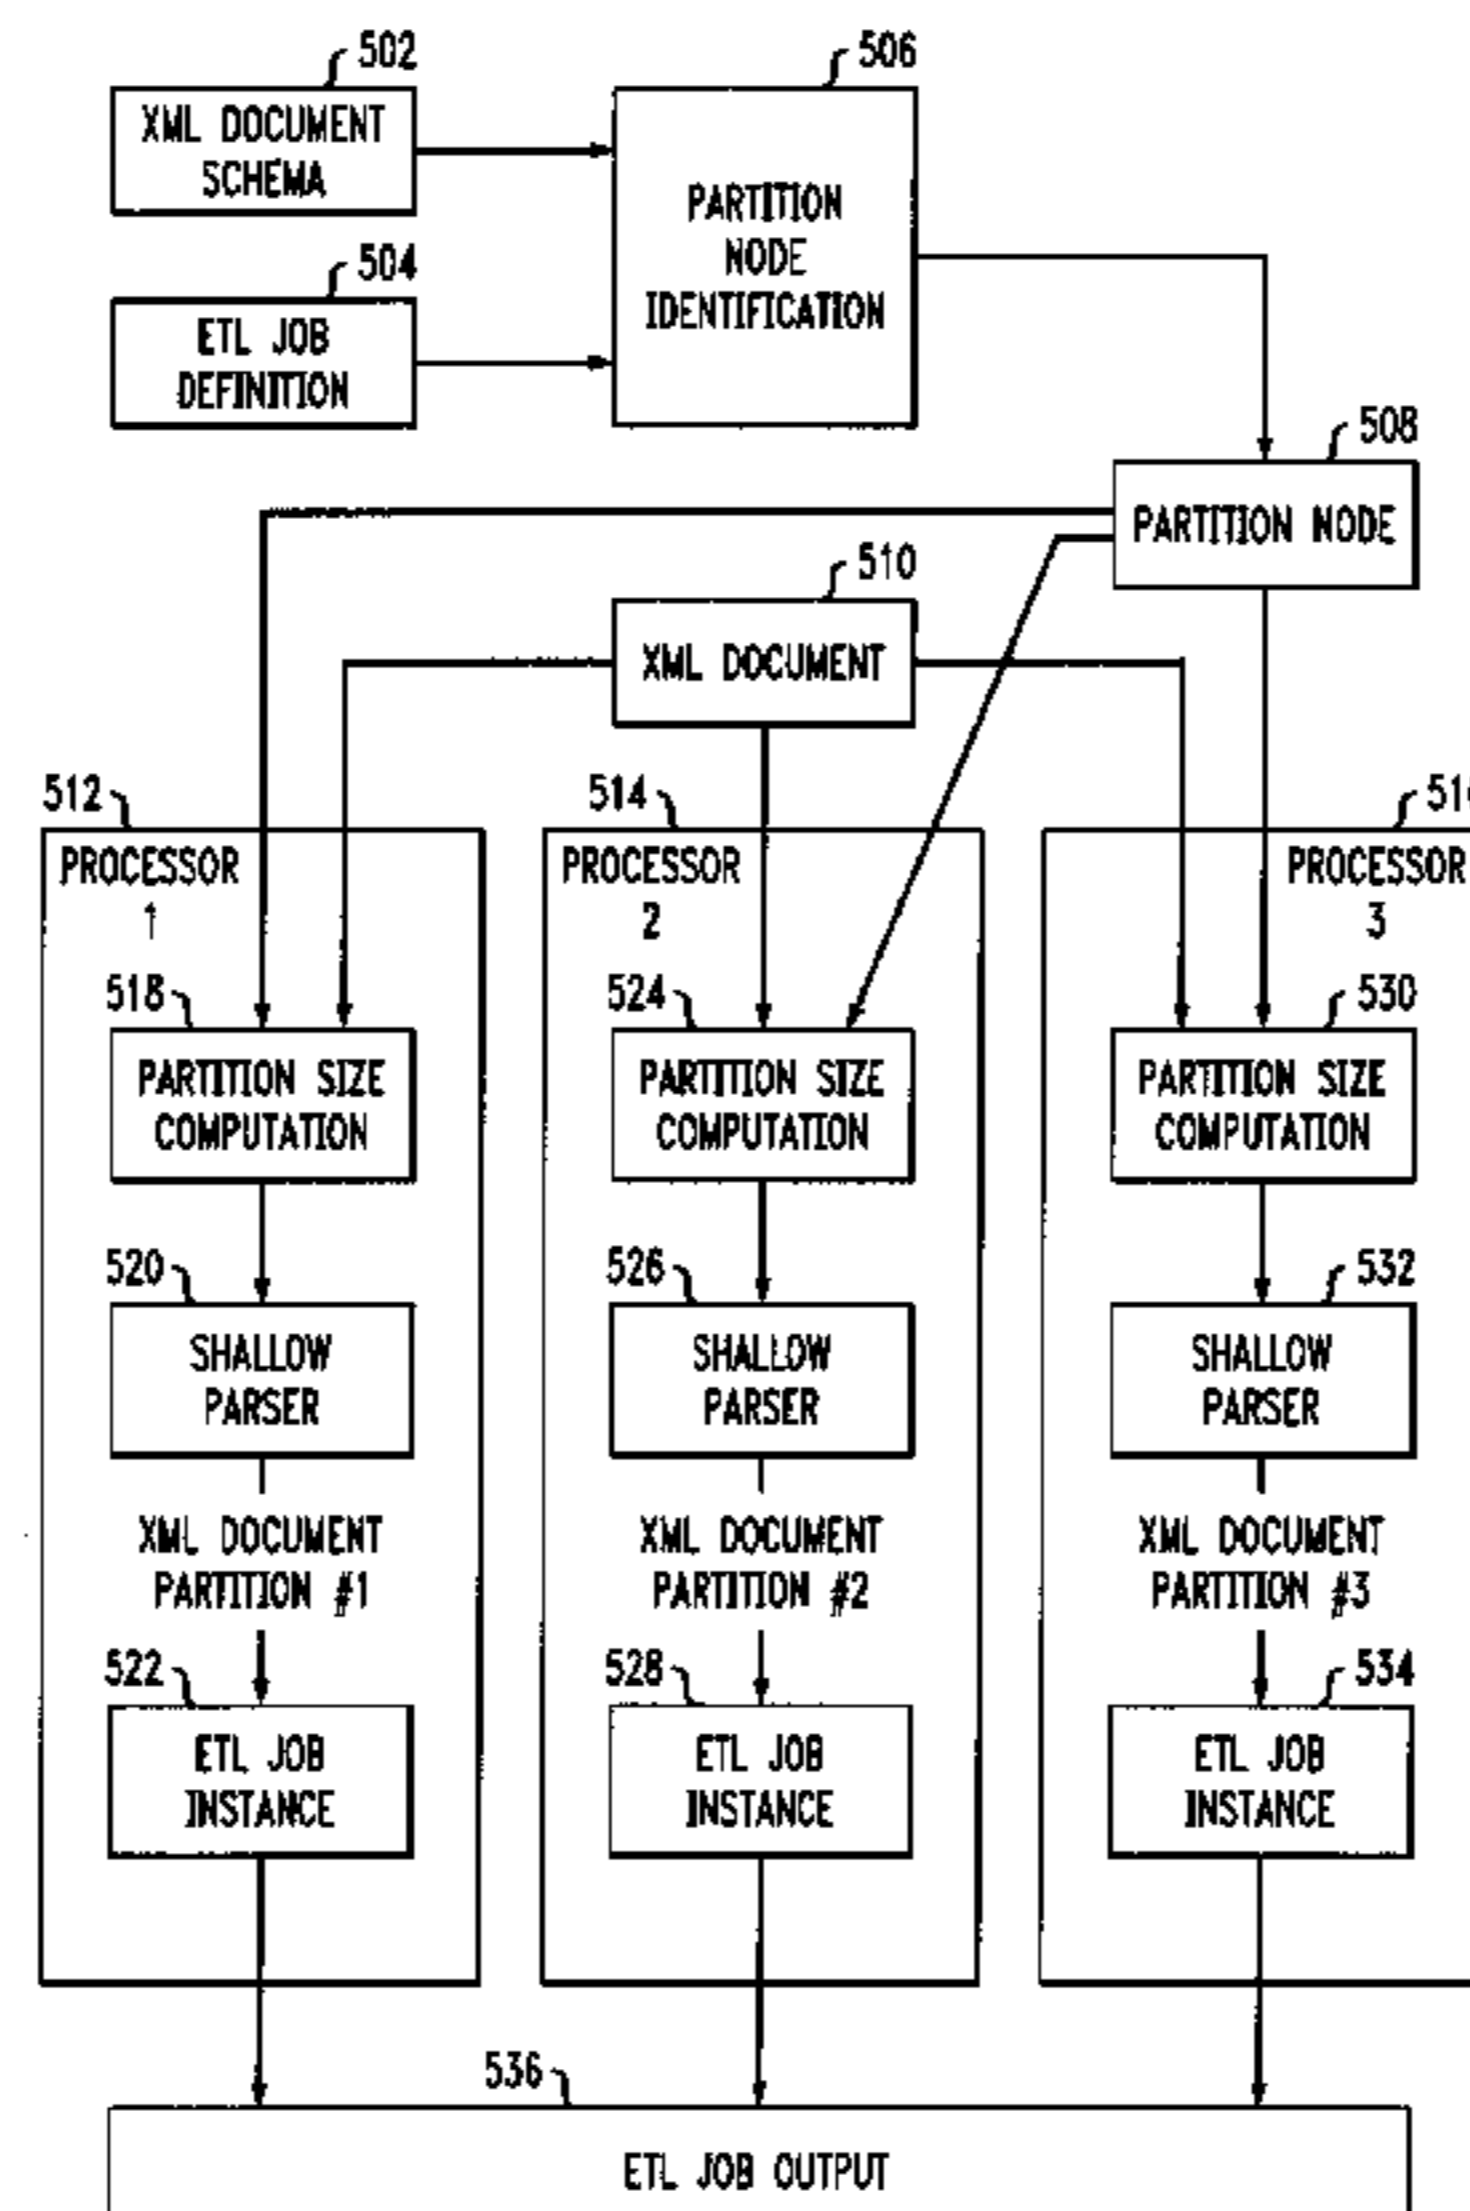 502
XML DOCUMENT
SCHEMA
504
ETL JOB
DEFINITION
506
PARTITION
NODE
IDENTIFICATION
508
PARTITION NODE
510
XML DOCUMENT
512
PROCESSOR
1
518
PARTITION SIZE
COMPUTATION
520
SHALLOW
PARSER
XML DOCUMENT
PARTITION #1
522
ETL JOB
INSTANCE
514
PROCESSOR
2
524
PARTITION SIZE
COMPUTATION
526
SHALLOW
PARSER
XML DOCUMENT
PARTITION #2
528
ETL JOB
INSTANCE
PROCESSOR
3
530
PARTITION SIZE
COMPUTATION
532
SHALLOW
PARSER
XML DOCUMENT
PARTITION #3
534
ETL JOB
INSTANCE
536
ETL JOB OUTPUT